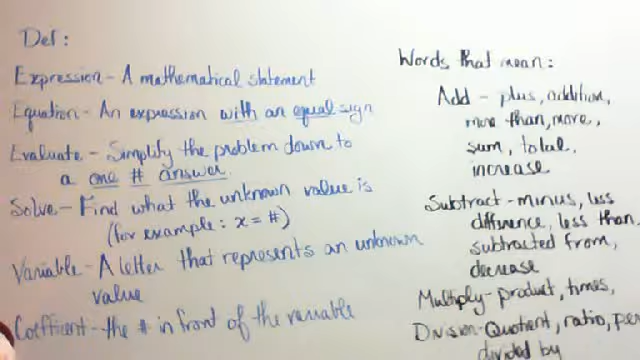 Def:
Expression - A mathematical statement
Equation - An expression with an equal sign
Evaluate - Simplify the problem down to
a one # answer.
Solve - Find what the unknown value is
(for example: x = #)
Variable - A letter that represents an unknown
value
Coefficient - the # in front of the variable
Words that mean:
Add - plus, addition,
more than, more,
sum, total,
increase
Subtract - minus, less
difference, less than,
subtracted from,
decrease
Multiply - product, times,
Division - Quotient, ratio, per
divided by